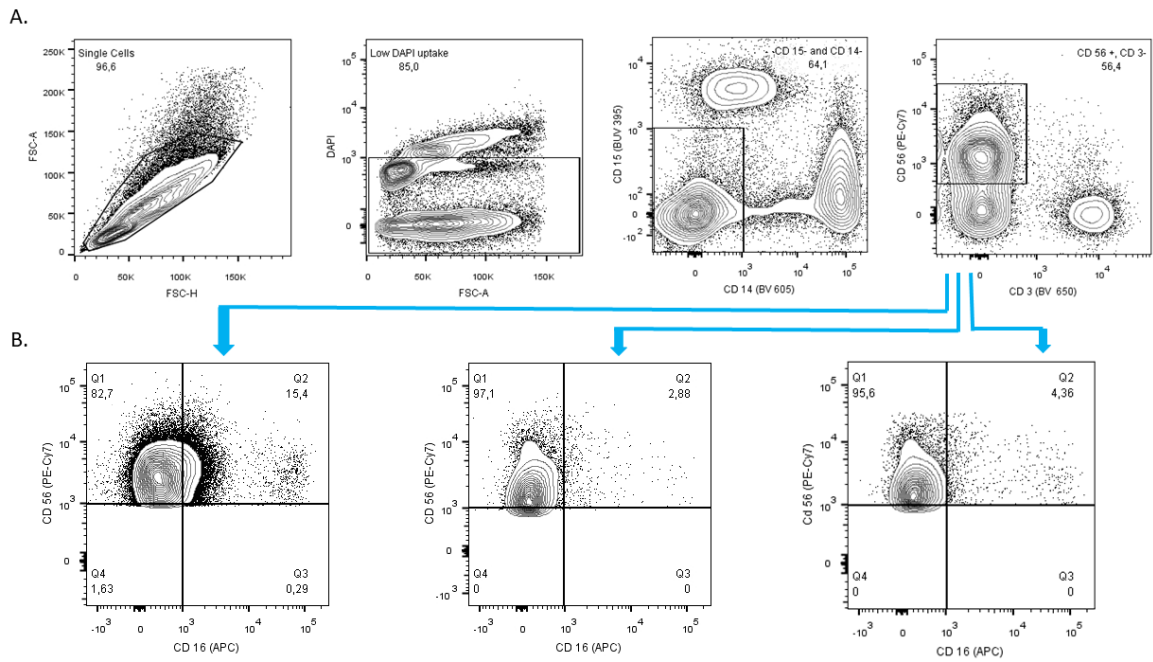 A.
Single Cells
96,6
250K
200K
150K
100K
50K
0
FSC-A
0
50K
100K
150K
FSC-H
Low DAPI uptake
85,0
10^5
10^4
10^3
0
DAPI
0
50K
100K
150K
FSC-A
CD 15- and CD 14-
64,1
10^5
10^4
10^3
10^2
0
-10^2
CD 15 (BUV 395)
0
10^3
10^4
10^5
CD 14 (BV 605)
CD 56 +, CD 3-
56,4
10^5
10^4
10^3
0
CD 56 (PE-Cy7)
0
10^3
10^4
CD 3 (BV 650)
B.
Q1
82,7
Q2
15,4
Q4
1,63
Q3
0,29
10^5
10^4
10^3
0
CD 56 (PE-Cy7)
-10^3
0
10^3
10^4
10^5
CD 16 (APC)
Q1
97,1
Q2
2,88
Q4
0
Q3
0
10^5
10^4
10^3
0
-10^3
CD 56 (PE-Cy7)
-10^3
0
10^3
10^4
10^5
CD 16 (APC)
Q1
95,6
Q2
4,36
Q4
0
Q3
0
10^5
10^4
10^3
0
Cd 56 (PE-Cy7)
-10^3
0
10^3
10^4
10^5
CD 16 (APC)